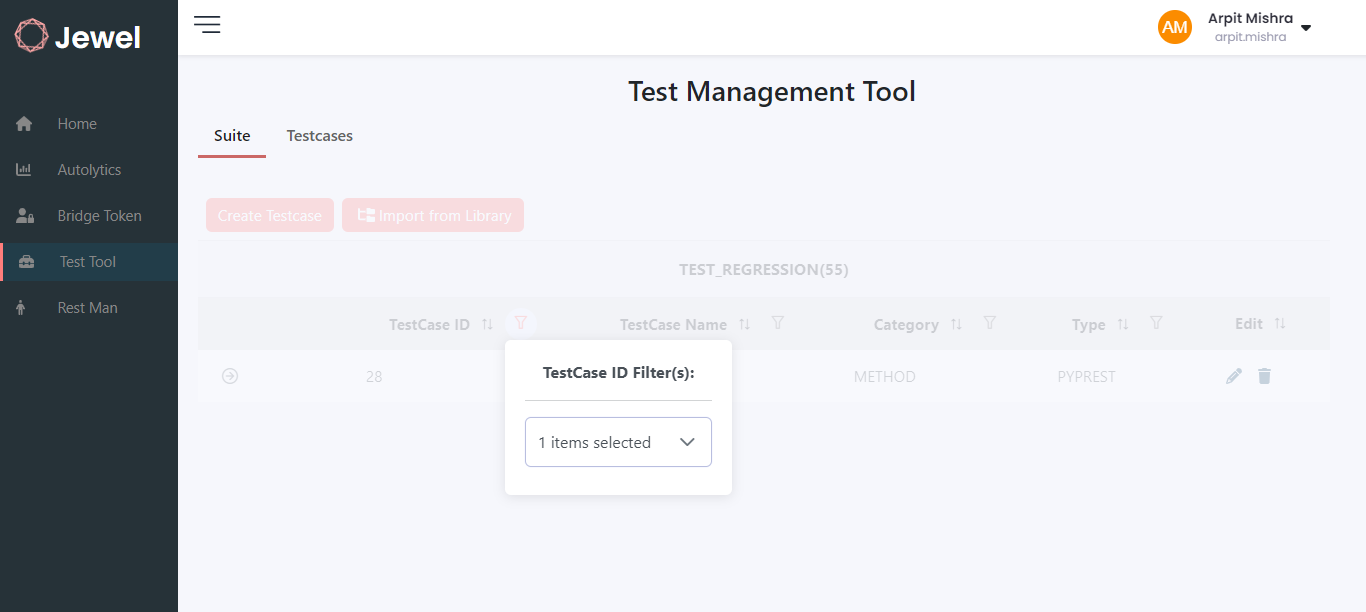 Jewel
AM
Arpit Mishra
arpit.mishra
Home
Autolytics
Bridge Token
Test Tool
Rest Man
Test Management Tool
Suite Testcases
Create Testcase Import from Library
TEST_REGRESSION(55)
TestCase ID TestCase Name Category Type Edit
28 METHOD PYPREST
TestCase ID Filter(s):
1 items selected